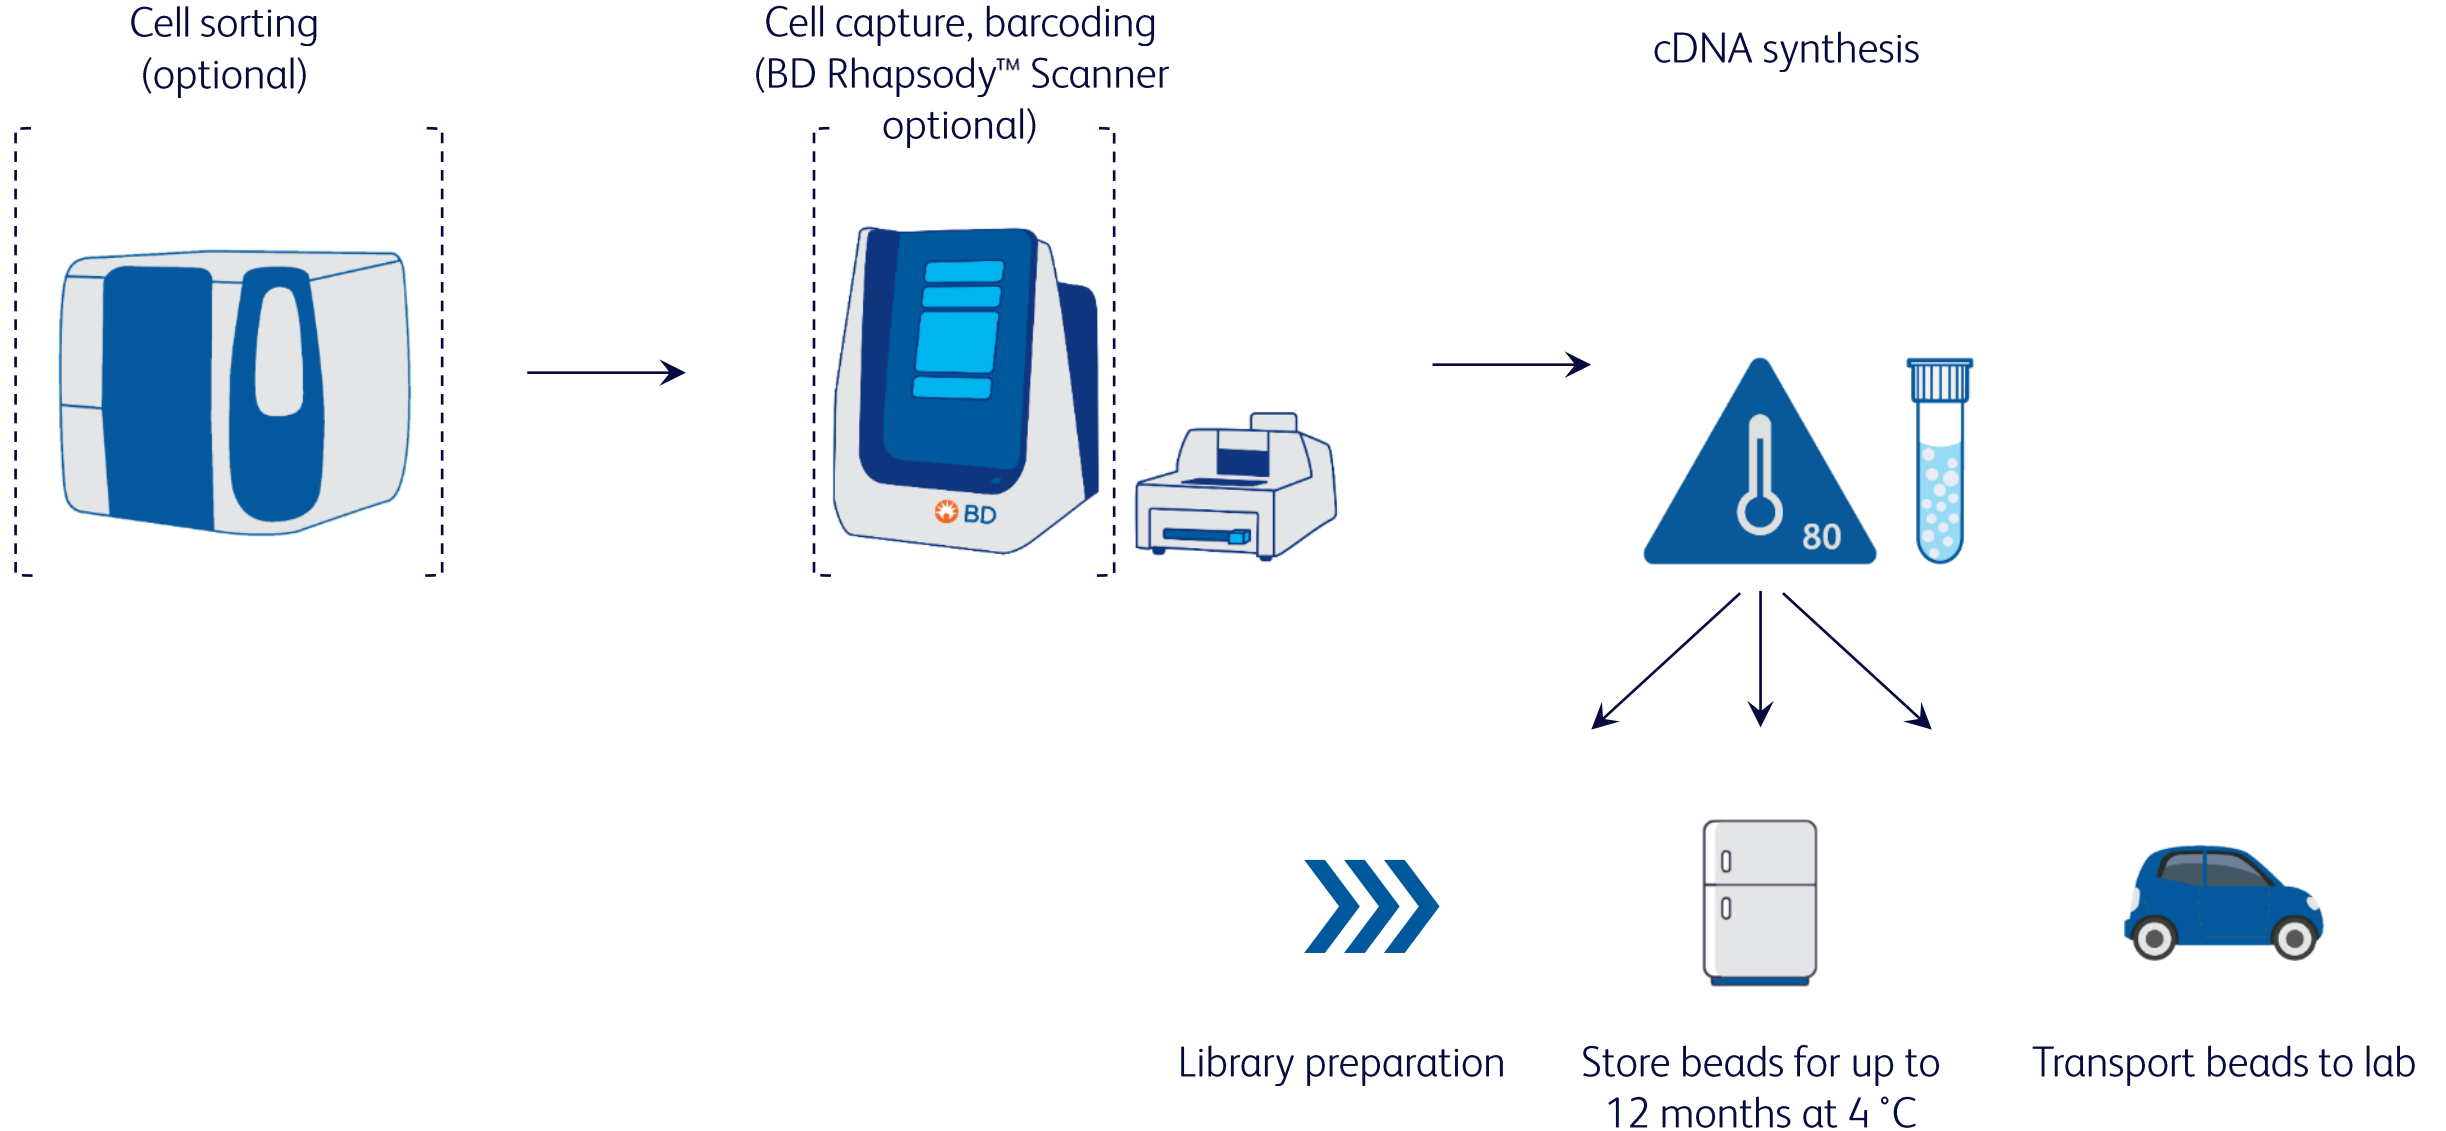 Cell sorting
(optional)
Cell capture, barcoding
(BD Rhapsody™ Scanner
optional)
cDNA synthesis
BD
80
Library preparation
Store beads for up to
12 months at 4 ˚C
Transport beads to lab